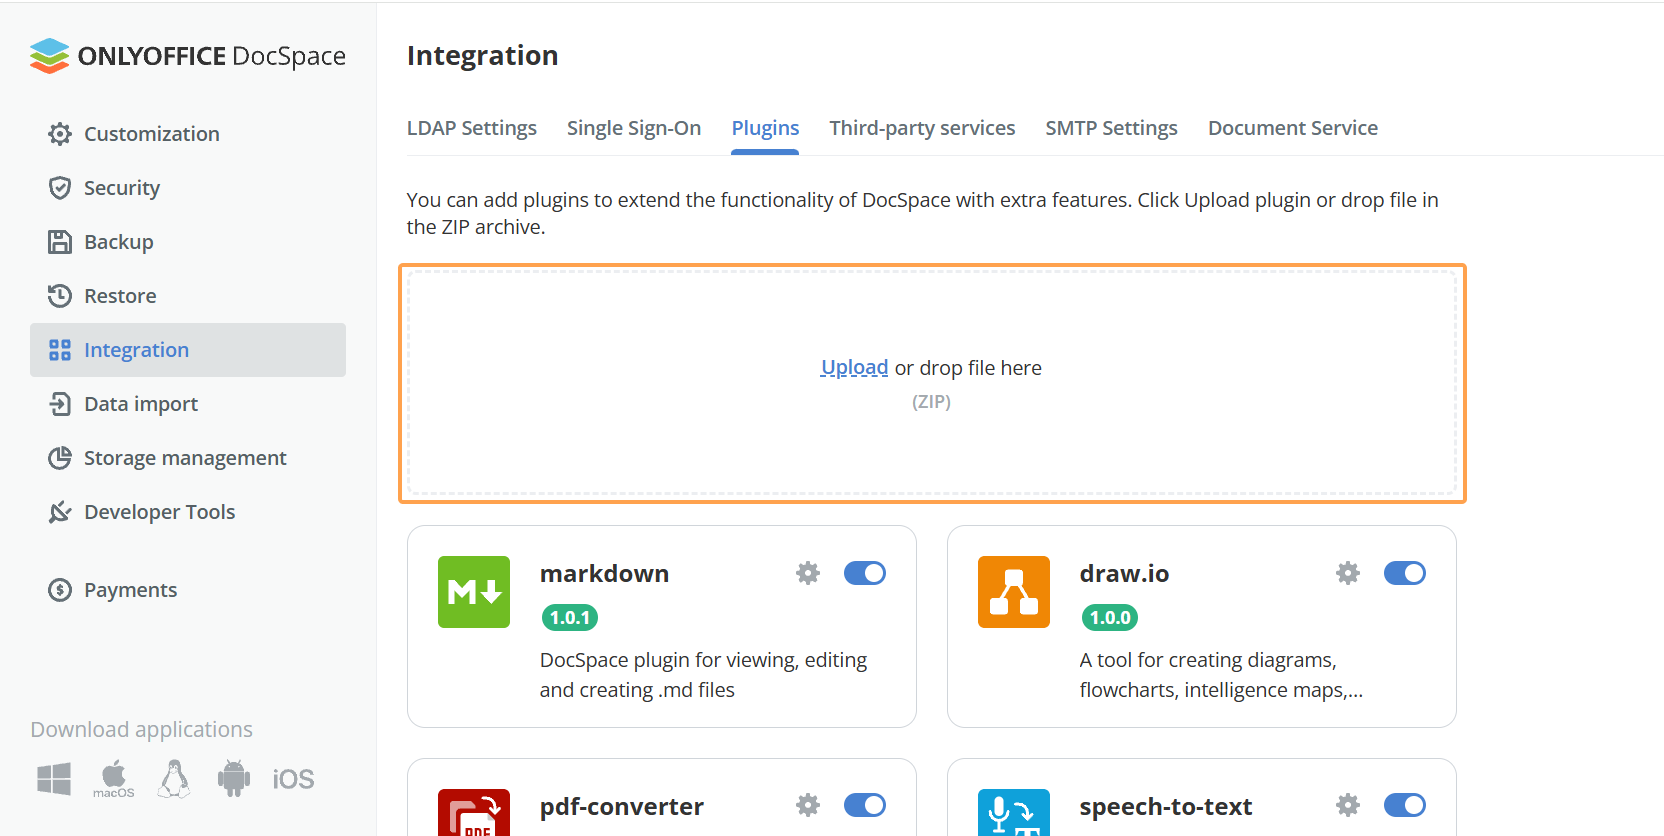 ONLYOFFICE DocSpace
Customization
Security
Backup
Restore
Integration
Data import
Storage management
Developer Tools
Payments
Download applications
macOS
iOS
Integration
LDAP Settings
Single Sign-On
Plugins
Third-party services
SMTP Settings
Document Service
You can add plugins to extend the functionality of DocSpace with extra features. Click Upload plugin or drop file in
the ZIP archive.
Upload or drop file here
(ZIP)
M
markdown
1.0.1
DocSpace plugin for viewing, editing
and creating .md files
draw.io
1.0.0
A tool for creating diagrams,
flowcharts, intelligence maps,...
PDF
pdf-converter
T
speech-to-text